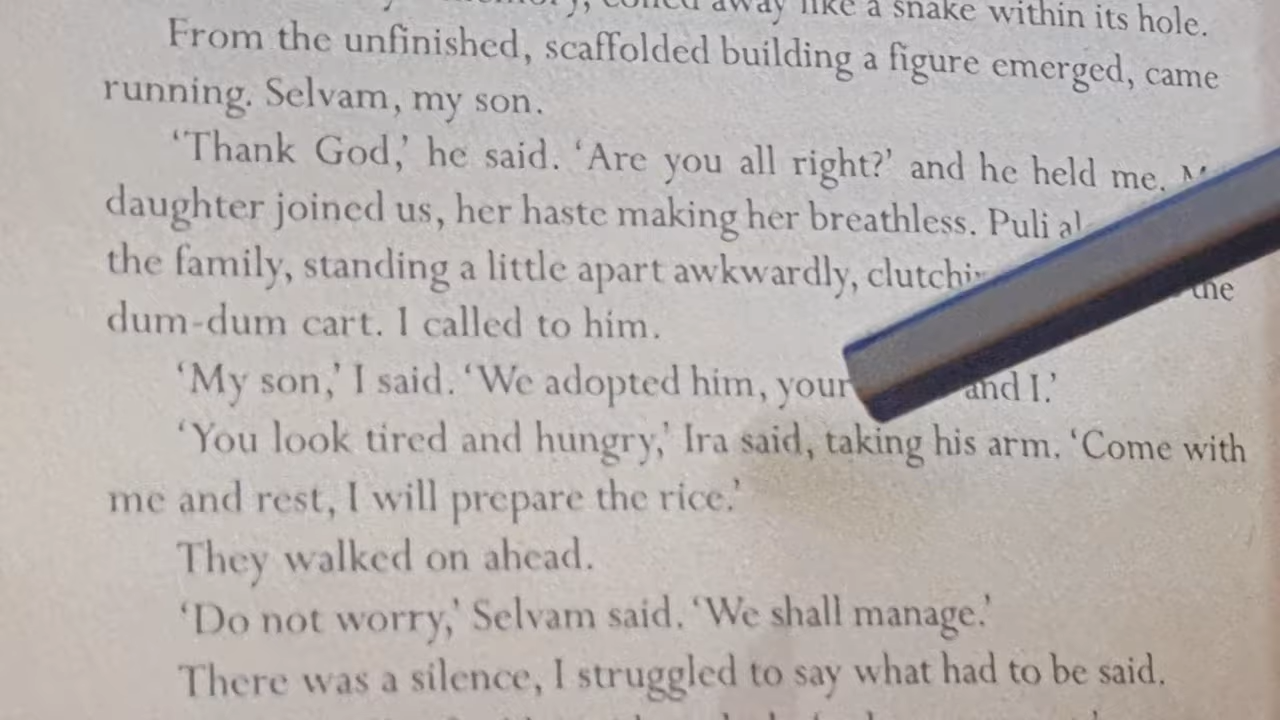 away like a snake within its hole.
From the unfinished, scaffolded building a figure emerged, came
running. Selvam, my son.
‘Thank God,’ he said. ‘Are you all right?’ and he held me.
daughter joined us, her haste making her breathless. Puli
the family, standing a little apart awkwardly, the
dum-dum cart. I called to him.
‘My son,’ I said. ‘We adopted him, your and I.’
‘You look tired and hungry,’ Ira said, taking his arm. ‘Come with
me and rest, I will prepare the rice.’
They walked on ahead.
‘Do not worry,’ Selvam said. ‘We shall manage.’
There was a silence, I struggled to say what had to be said.